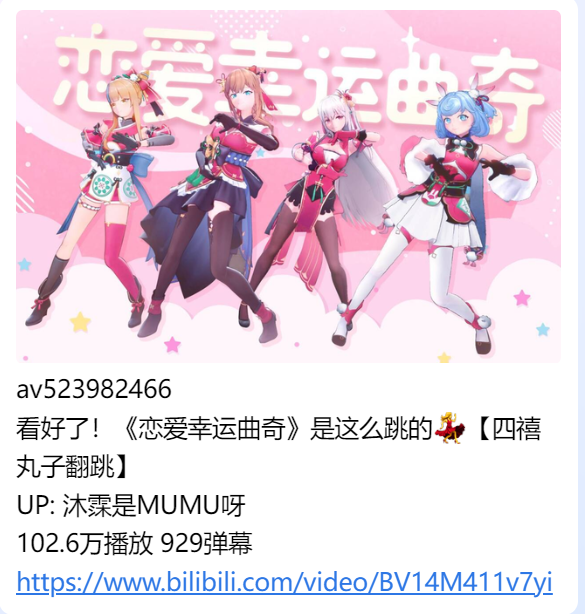 恋爱幸运曲奇
av523982466
看好了！《恋爱幸运曲奇》是这么跳的💃【四禧
丸子翻跳】
UP: 沐霂是MUMU呀
102.6万播放 929弹幕
https://www.bilibili.com/video/BV14M411v7yi